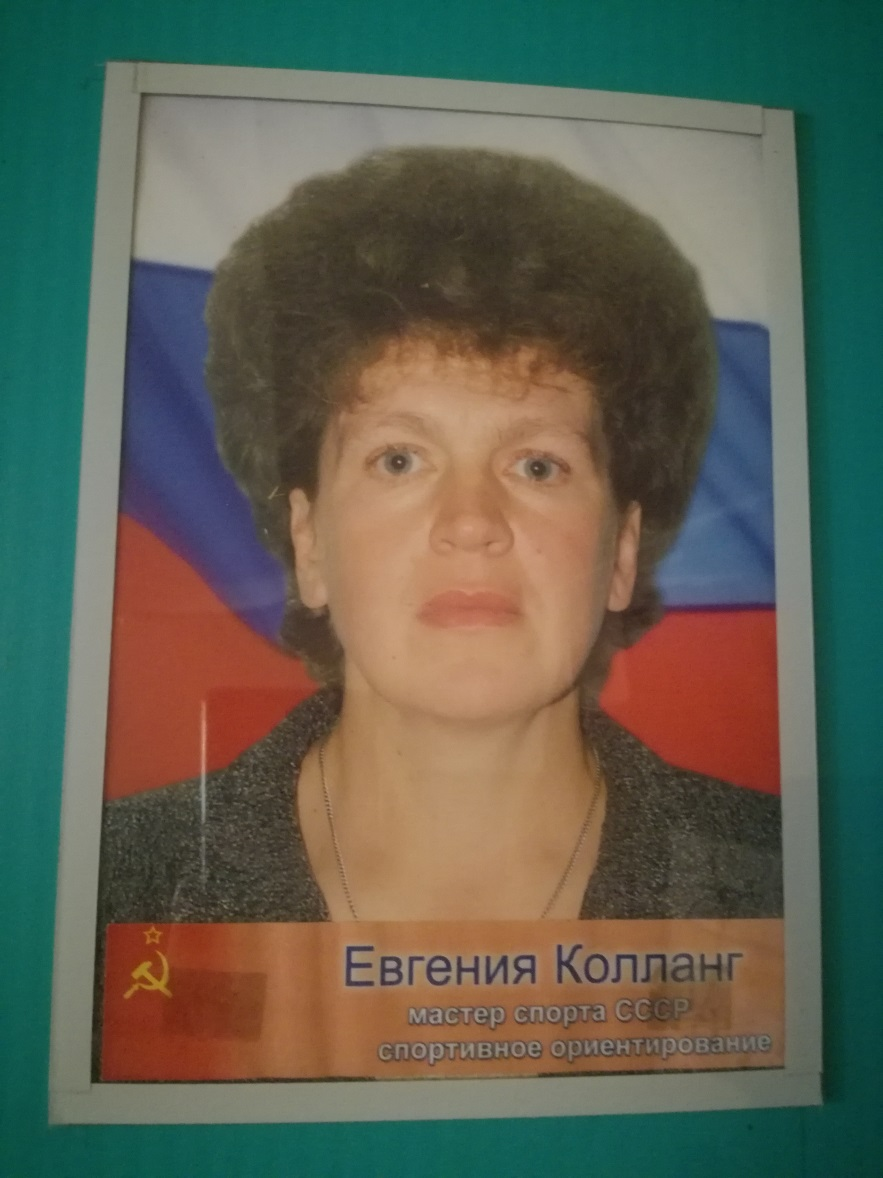 Евгения Колланг
мастер спорта СССР
спортивное ориентирование